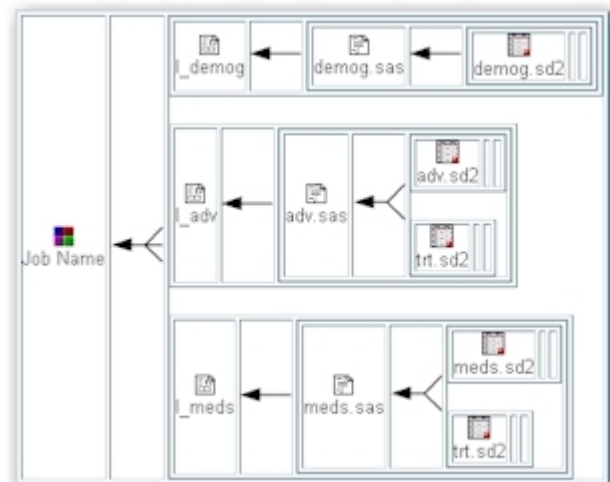 l_demog
demog.sas
demog.sd2
adv.sd2
l_adv
adv.sas
trt.sd2
Job Name
meds.sd2
l_meds
meds.sas
trt.sd2